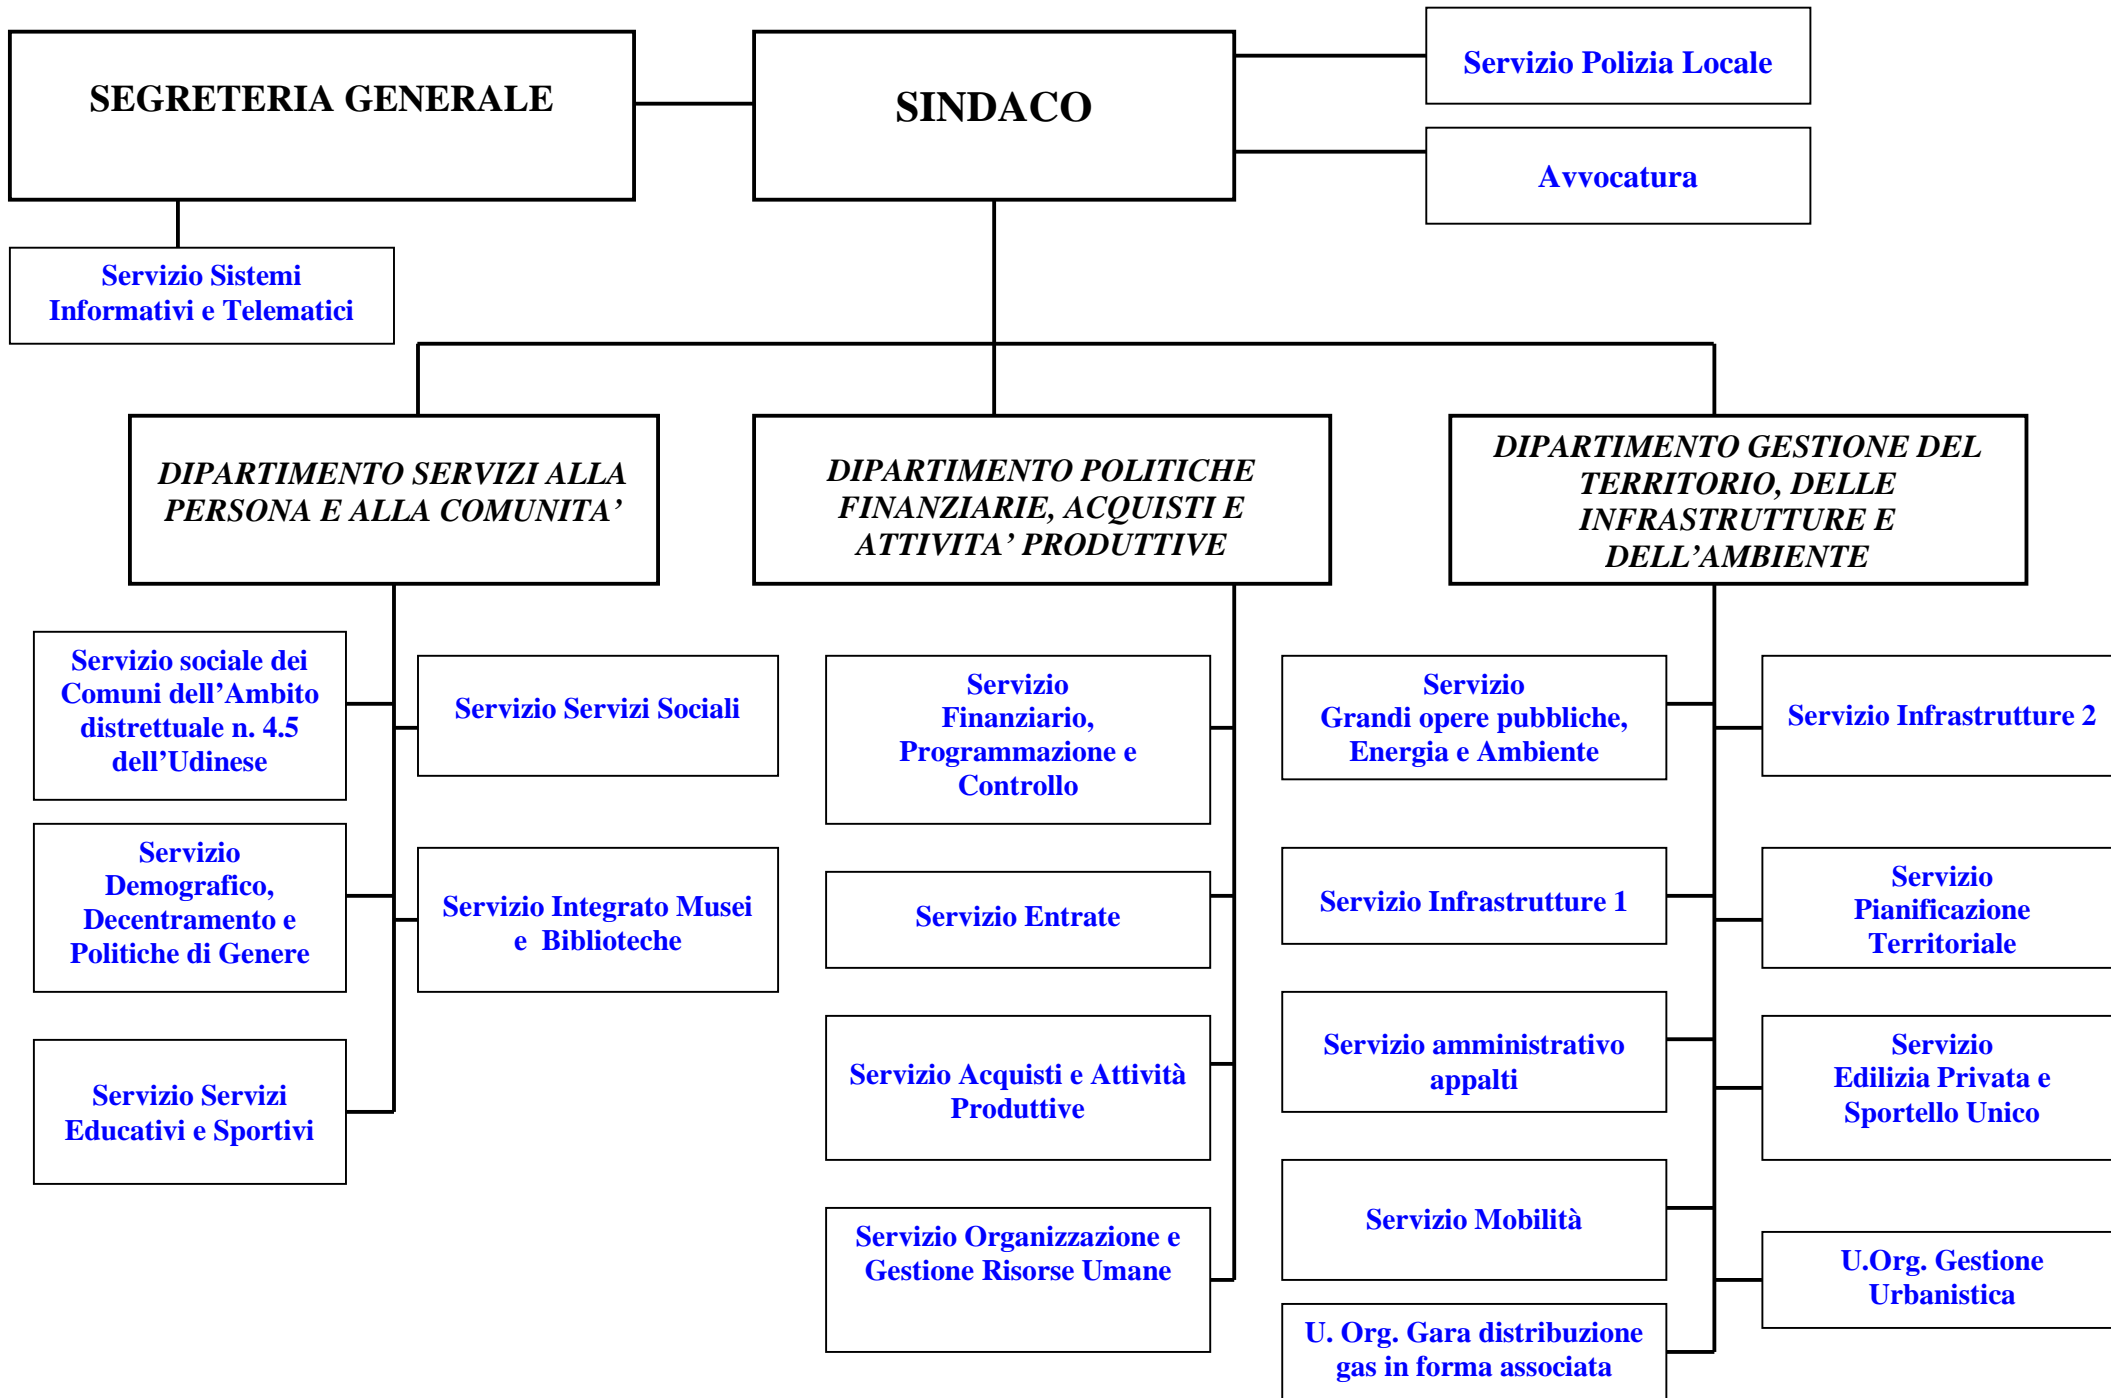 SEGRETERIA GENERALE
SINDACO
Servizio Polizia Locale
Avvocatura
Servizio Sistemi
Informativi e Telematici
DIPARTIMENTO SERVIZI ALLA
PERSONA E ALLA COMUNITA’
DIPARTIMENTO POLITICHE
FINANZIARIE, ACQUISTI E
ATTIVITA’ PRODUTTIVE
DIPARTIMENTO GESTIONE DEL
TERRITORIO, DELLE
INFRASTRUTTURE E
DELL’AMBIENTE
Servizio sociale dei
Comuni dell’Ambito
distrettuale n. 4.5
dell’Udinese
Servizio Servizi Sociali
Servizio
Demografico,
Decentramento e
Politiche di Genere
Servizio Integrato Musei
e Biblioteche
Servizio Servizi
Educativi e Sportivi
Servizio
Finanziario,
Programmazione e
Controllo
Servizio Entrate
Servizio Acquisti e Attività
Produttive
Servizio Organizzazione e
Gestione Risorse Umane
Servizio
Grandi opere pubbliche,
Energia e Ambiente
Servizio Infrastrutture 2
Servizio Infrastrutture 1
Servizio
Pianificazione
Territoriale
Servizio amministrativo
appalti
Servizio
Edilizia Privata e
Sportello Unico
Servizio Mobilità
U.Org. Gestione
Urbanistica
U. Org. Gara distribuzione
gas in forma associata